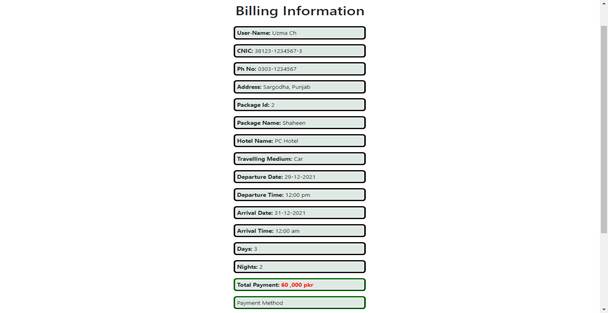 Billing Information
User-Name: Uzma Ch
CNIC: 38123-1234567-3
Ph No: 0303-1234567
Address: Sargodha, Punjab
Package Id: 2
Package Name: Shaheen
Hotel Name: PC Hotel
Travelling Medium: Car
Departure Date: 29-12-2021
Departure Time: 12:00 pm
Arrival Date: 31-12-2021
Arrival Time: 12:00 am
Days: 3
Nights: 2
Total Payment: 60 ,000 pkr
Payment Method